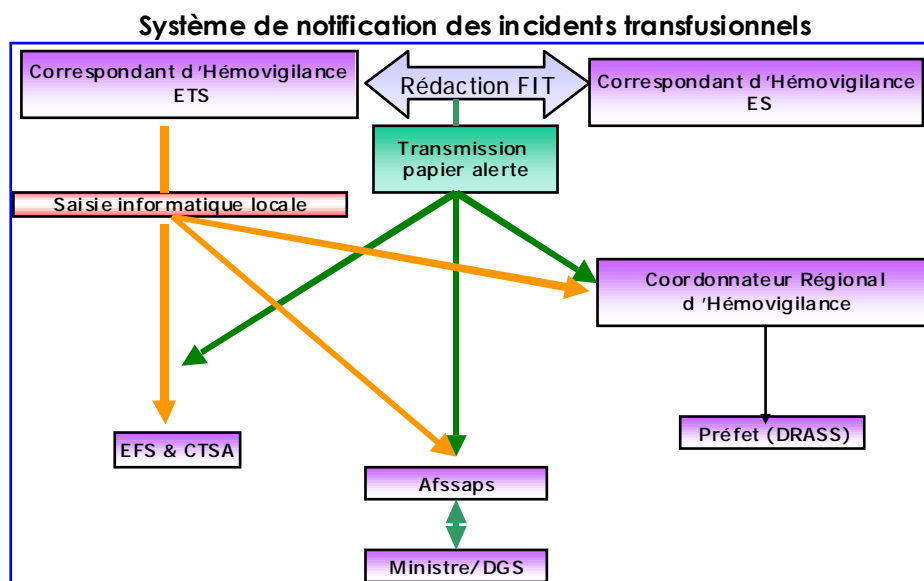 Système de notification des incidents transfusionnels
Correspondant d 'Hémovigilance
ETS
Rédaction FIT
Correspondant d 'Hémovigilance
ES
Transmission
papier alerte
Saisie informatique locale
Coordonnateur Régional
d 'Hémovigilance
EFS & CTSA
Préfet (DRASS)
Afssaps
Ministre/DGS